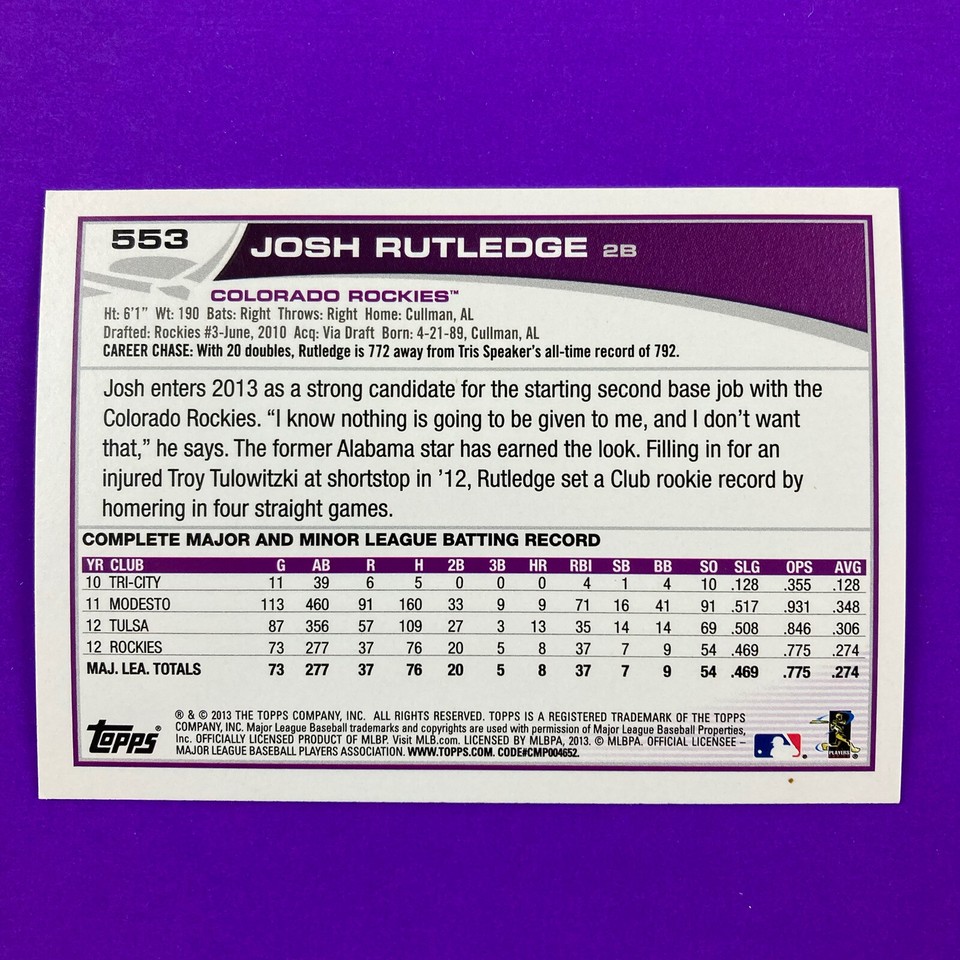 553
JOSH RUTLEDGE 2B
COLORADO ROCKIES™
Ht: 6'1" Wt: 190 Bats: Right Throws: Right Home: Cullman, AL
Drafted: Rockies #3-June, 2010 Acq: Via Draft Born: 4-21-89, Cullman, AL
CAREER CHASE: With 20 doubles, Rutledge is 772 away from Tris Speaker's all-time record of 792.
Josh enters 2013 as a strong candidate for the starting second base job with the
Colorado Rockies. “I know nothing is going to be given to me, and I don’t want
that,” he says. The former Alabama star has earned the look. Filling in for an
injured Troy Tulowitzki at shortstop in ’12, Rutledge set a Club rookie record by
homering in four straight games.
COMPLETE MAJOR AND MINOR LEAGUE BATTING RECORD
YR CLUB G AB R H 2B 3B HR RBI SB BB SO SLG OPS AVG
10 TRI-CITY 11 39 6 5 0 0 0 4 1 4 10 .128 .355 .128
11 MODESTO 113 460 91 160 33 9 9 71 16 41 91 .517 .931 .348
12 TULSA 87 356 57 109 27 3 13 35 14 14 69 .508 .846 .306
12 ROCKIES 73 277 37 76 20 5 8 37 7 9 54 .469 .775 .274
MAJ. LEA. TOTALS 73 277 37 76 20 5 8 37 7 9 54 .469 .775 .274
® & © 2013 THE TOPPS COMPANY, INC. ALL RIGHTS RESERVED. TOPPS IS A REGISTERED TRADEMARK OF THE TOPPS
COMPANY, INC. Major League Baseball trademarks and copyrights are used with permission of Major League Baseball Properties,
Inc. OFFICIALLY LICENSED PRODUCT OF MLBP. Visit MLB.com. LICENSED BY MLBPA, 2013. © MLBPA. OFFICIAL LICENSEE –
MAJOR LEAGUE BASEBALL PLAYERS ASSOCIATION. WWW.TOPPS.COM. CODE#CMP004652.
Topps®
PLAYERS